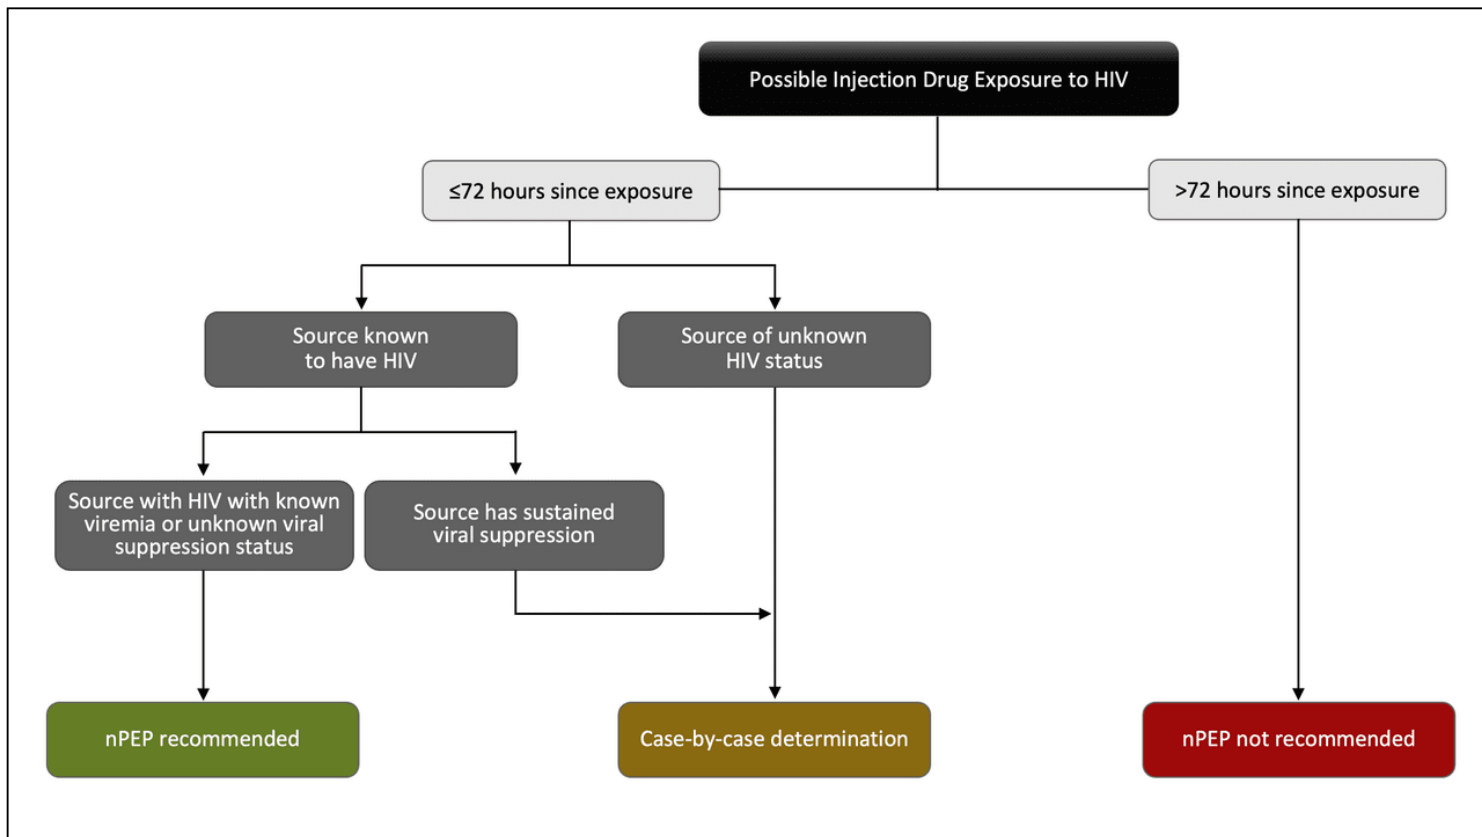 Possible Injection Drug Exposure to HIV
≤72 hours since exposure
>72 hours since exposure
Source known
to have HIV
Source of unknown
HIV status
Source with HIV with known
viremia or unknown viral
suppression status
Source has sustained
viral suppression
nPEP recommended
Case-by-case determination
nPEP not recommended